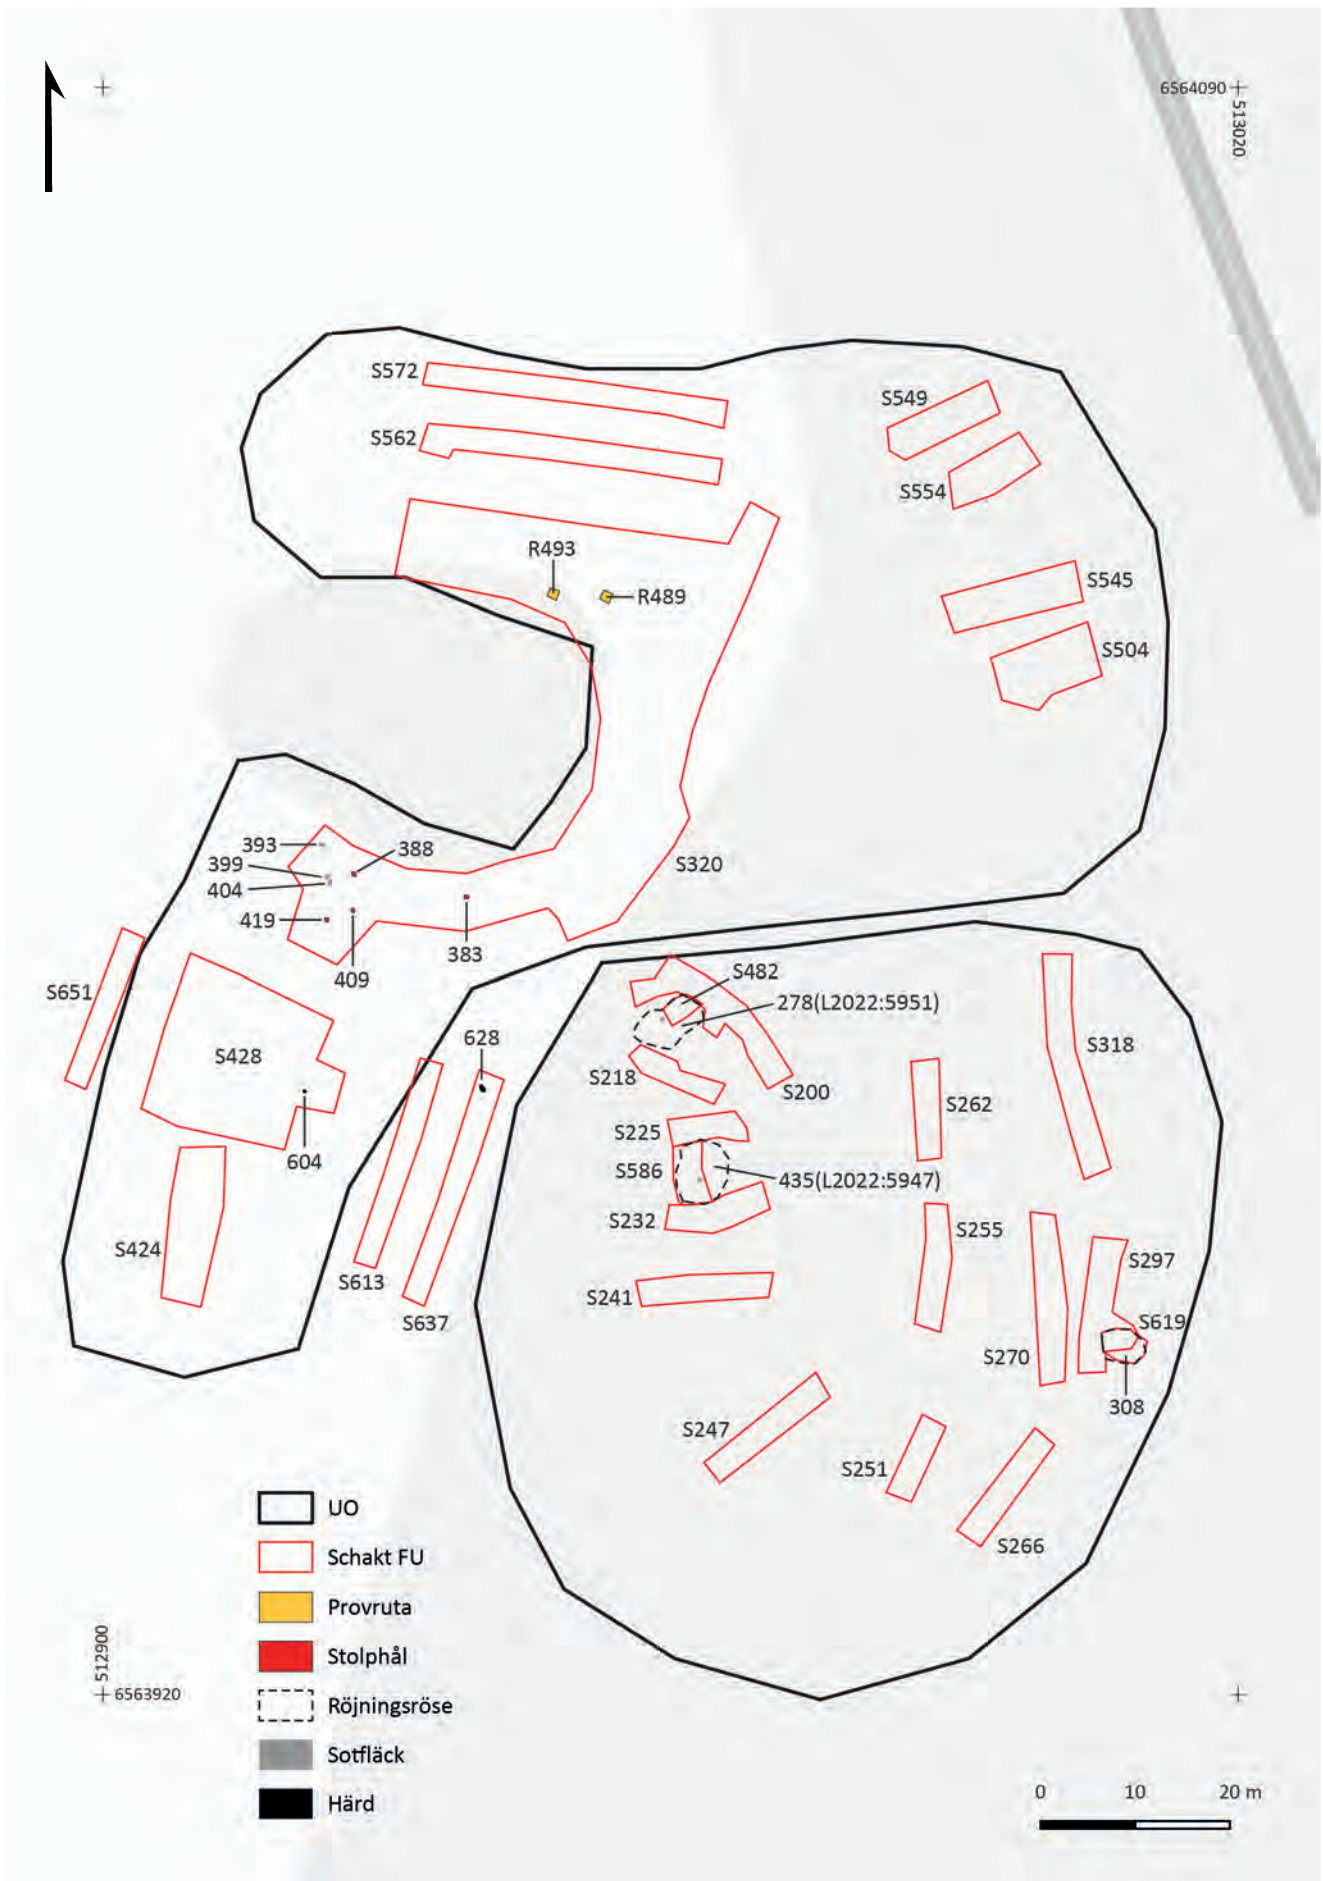 6564090
513020
S572
S549
S562
S554
R493
S545
R489
S504
393
388
399
S320
404
419
383
409
S482
S651
278(L2022:5951)
628
S318
S428
S218
S200
S262
S225
604
S586
435(L2022:5947)
S232
S255
S424
S297
S613
S241
S637
S619
S270
308
S247
S251
S266
UO
Schakt FU
Provruta
Stolphål
512900
6563920
Röjningsröse
Sotfläck
0 10 20 m
Härd